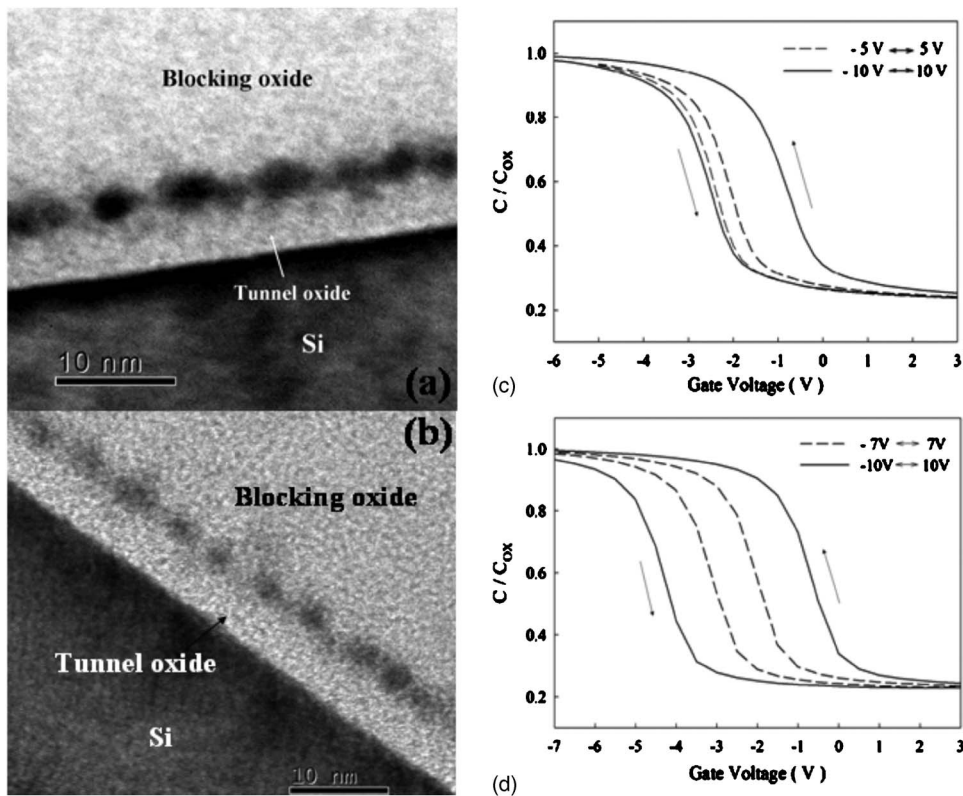 Blocking oxide
Tunnel oxide
Si
10 nm
(a)
(b)
Blocking oxide
Tunnel oxide
Si
10 nm
C / COX
1.0
0.8
0.6
0.4
0.2
- 5 V ↔ 5 V
- 10 V ↔ 10 V
-6 -5 -4 -3 -2 -1 0 1 2 3
Gate Voltage ( V )
(c)
C / COX
1.0
0.8
0.6
0.4
0.2
- 7V ↔ 7V
-10V ↔ 10V
-7 -6 -5 -4 -3 -2 -1 0 1 2 3
Gate Voltage ( V )
(d)